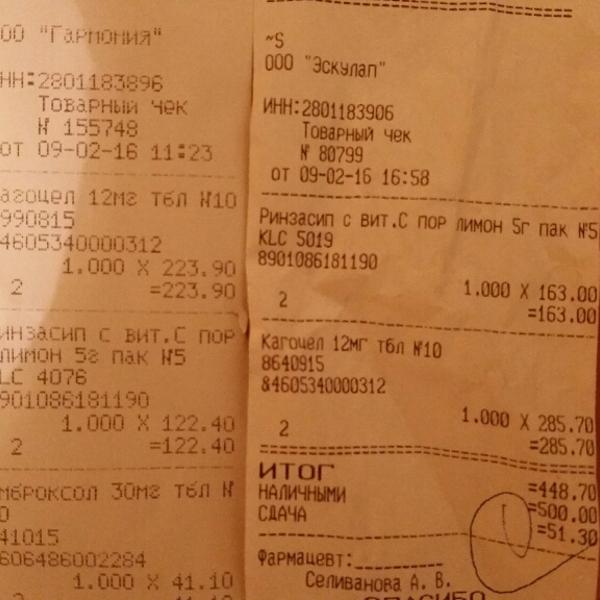 ОО "Гармония"
НН:2801183896
Товарный чек
№ 155748
от 09-02-16 11:23
агоцел 12мг тбл №10
990815
4605340000312
1.000 X 223.90
2 =223.90
инзасип с вит.С пор
лимон 5г пак №5
LC 4076
901086181190
1.000 X 122.40
2 =122.40
мброксол 30мг тбл №
0
41015
606486002284
1.000 X 41.10
~S
ООО "Эскулап"
ИНН:2801183906
Товарный чек
№ 80799
от 09-02-16 16:58
Ринзасип с вит.С пор лимон 5г пак №5
KLC 5019
8901086181190
1.000 X 163.00
2 =163.00
Кагоцел 12мг тбл №10
8640915
&4605340000312
1.000 X 285.70
2 =285.70
ИТОГ =448.70
НАЛИЧНЫМИ =500.00
СДАЧА =51.30
Фармацевт:
Селиванова А. В.
СПАСИБО